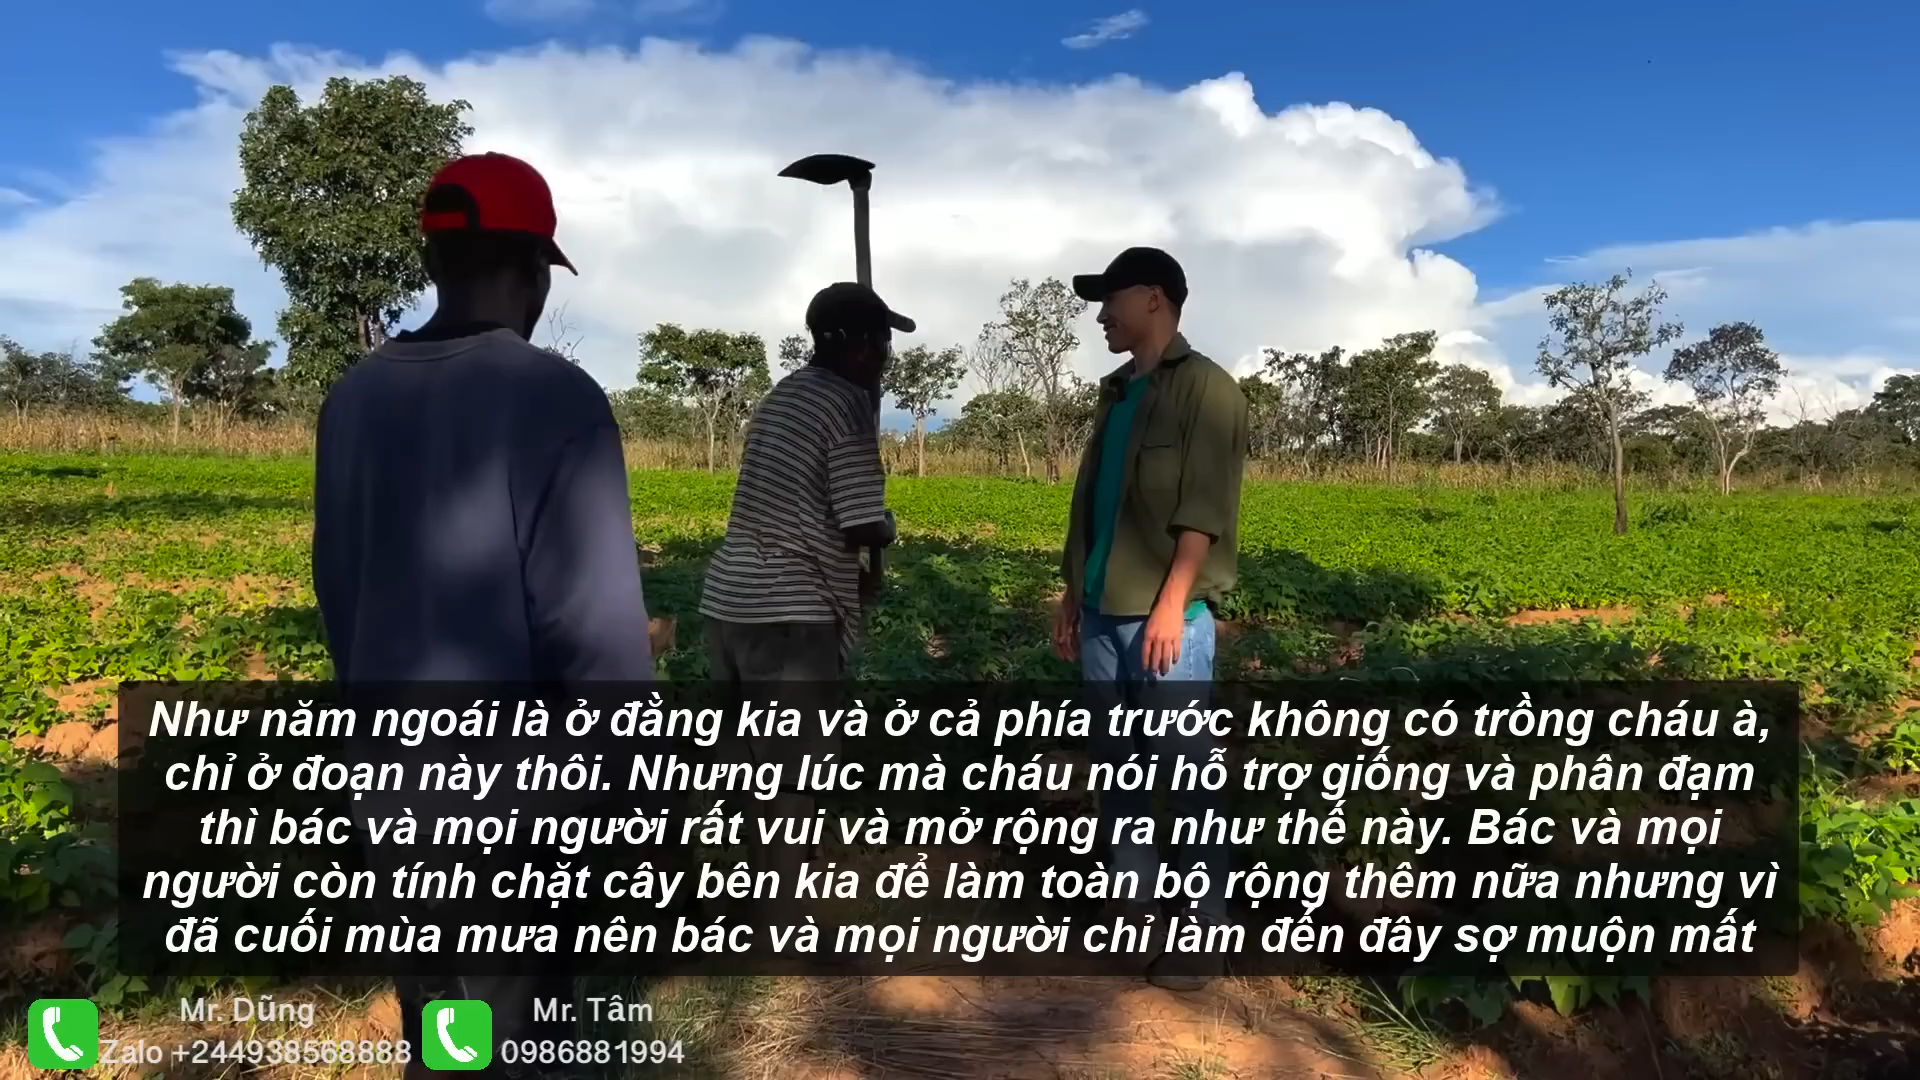 Như năm ngoái là ở đằng kia và ở cả phía trước không có trồng cháu à,
chỉ ở đoạn này thôi. Nhưng lúc mà cháu nói hỗ trợ giống và phân đạm
thì bác và mọi người rất vui và mở rộng ra như thế này. Bác và mọi
người còn tính chặt cây bên kia để làm toàn bộ rộng thêm nữa nhưng vì
đã cuối mùa mưa nên bác và mọi người chỉ làm đến đây sợ muộn mất
Mr. Dũng
Zalo +244938568888
Mr. Tâm
0986881994